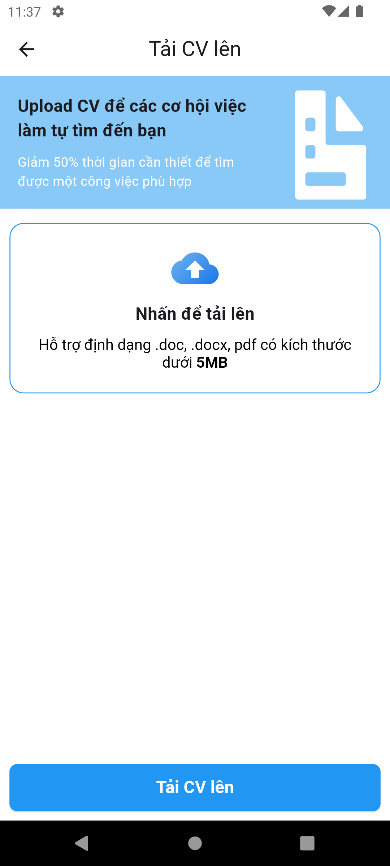 11:37
Tải CV lên
Upload CV để các cơ hội việc
làm tự tìm đến bạn
Giảm 50% thời gian cần thiết để tìm
được một công việc phù hợp
Nhấn để tải lên
Hỗ trợ định dạng .doc, .docx, pdf có kích thước
dưới 5MB
Tải CV lên